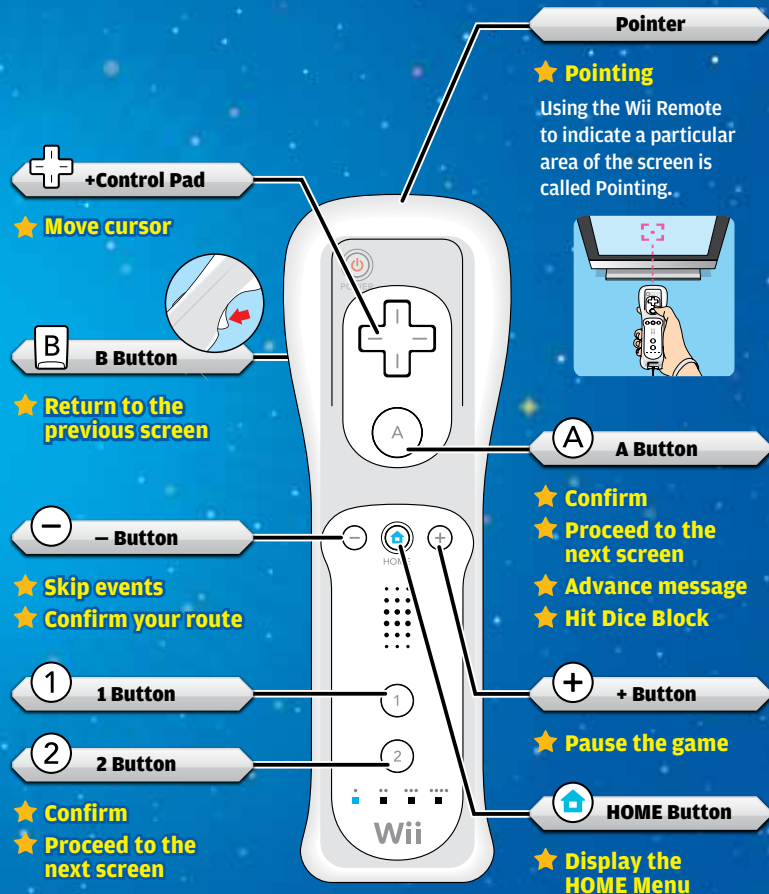 Pointer
Pointing
Using the Wii Remote
to indicate a particular
area of the screen is
called Pointing.
+Control Pad
Move cursor
B
B Button
Return to the
previous screen
− Button
Skip events
Confirm your route
1
1 Button
2
2 Button
Confirm
Proceed to the
next screen
POWER
A
HOME
1
2
Wii
A
A Button
Confirm
Proceed to the
next screen
Advance message
Hit Dice Block
+ Button
Pause the game
HOME Button
Display the
HOME Menu